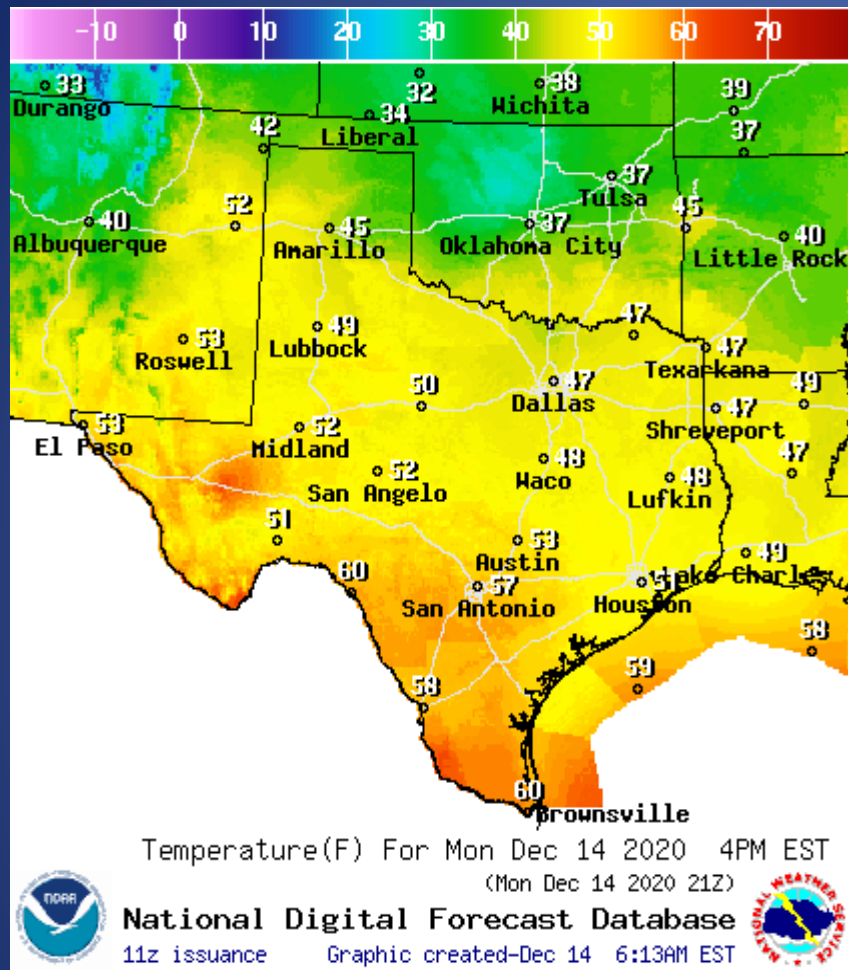 -10 0 10 20 30 40 50 60 70
33 32 38 39
Durango Wichita
34
Liberal
42 37
37
Tulsa
52 45
40 45 37 40
Albuquerque Amarillo Oklahoma City Little Rock
53 49 47
Roswell Lubbock 47
Texarkana
50 47 49
Dallas 47
Shreveport
53 52
El Paso Midland
52 48 48 47
San Angelo Waco Lufkin
51 53 49
Austin
60 57 51 Lake Charles
San Antonio Houston
58
59
58
60
Brownsville
Temperature(F) For Mon Dec 14 2020 4PM EST
(Mon Dec 14 2020 21Z)
NOAA
National Digital Forecast Database
11z issuance Graphic created-Dec 14 6:13AM EST
NATIONAL WEATHER SERVICE